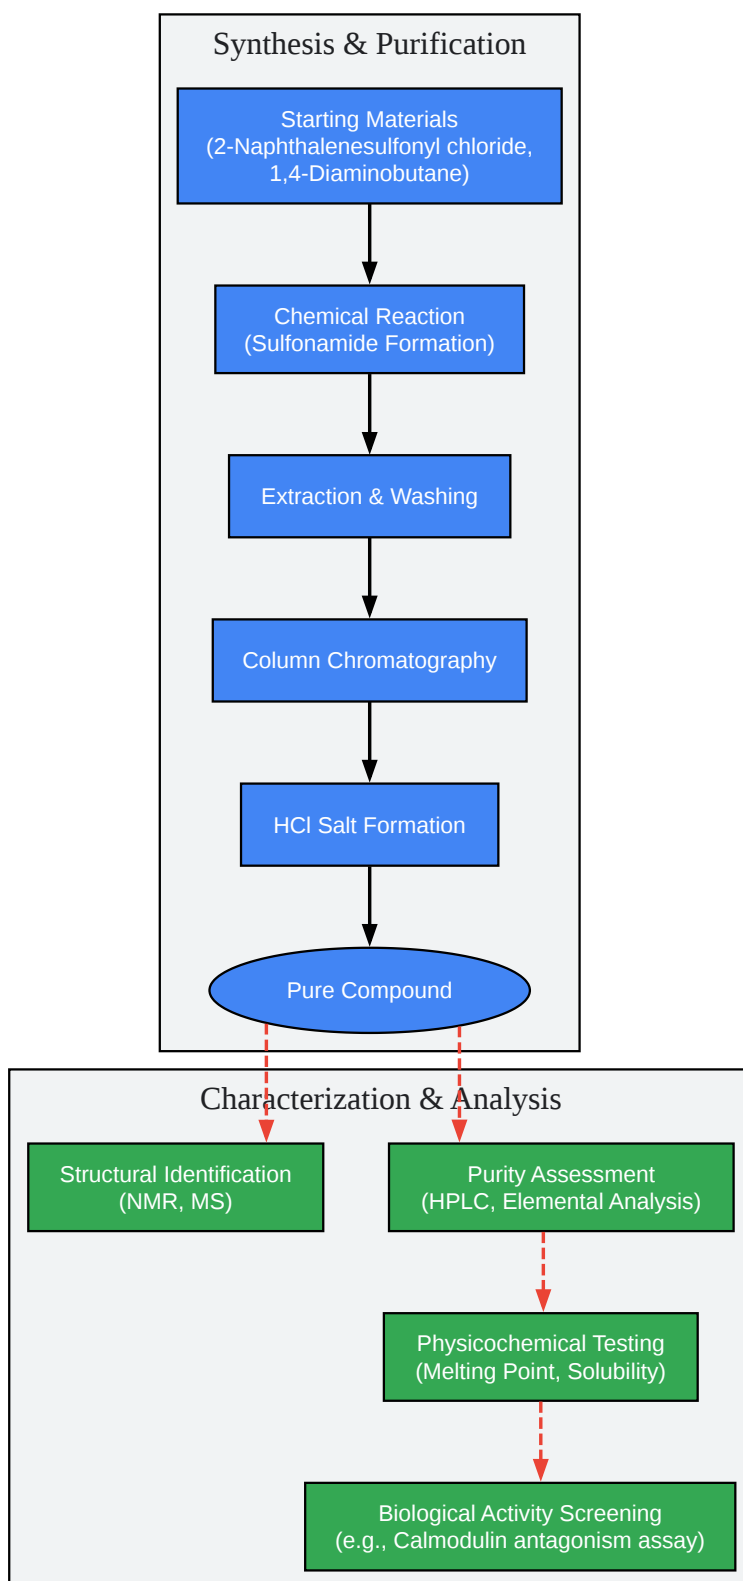 Synthesis & Purification
Starting Materials
(2-Naphthalenesulfonyl chloride,
1,4-Diaminobutane)
Chemical Reaction
(Sulfonamide Formation)
Extraction & Washing
Column Chromatography
HCl Salt Formation
Pure Compound
Characterization & Analysis
Structural Identification
(NMR, MS)
Purity Assessment
(HPLC, Elemental Analysis)
Physicochemical Testing
(Melting Point, Solubility)
Biological Activity Screening
(e.g., Calmodulin antagonism assay)